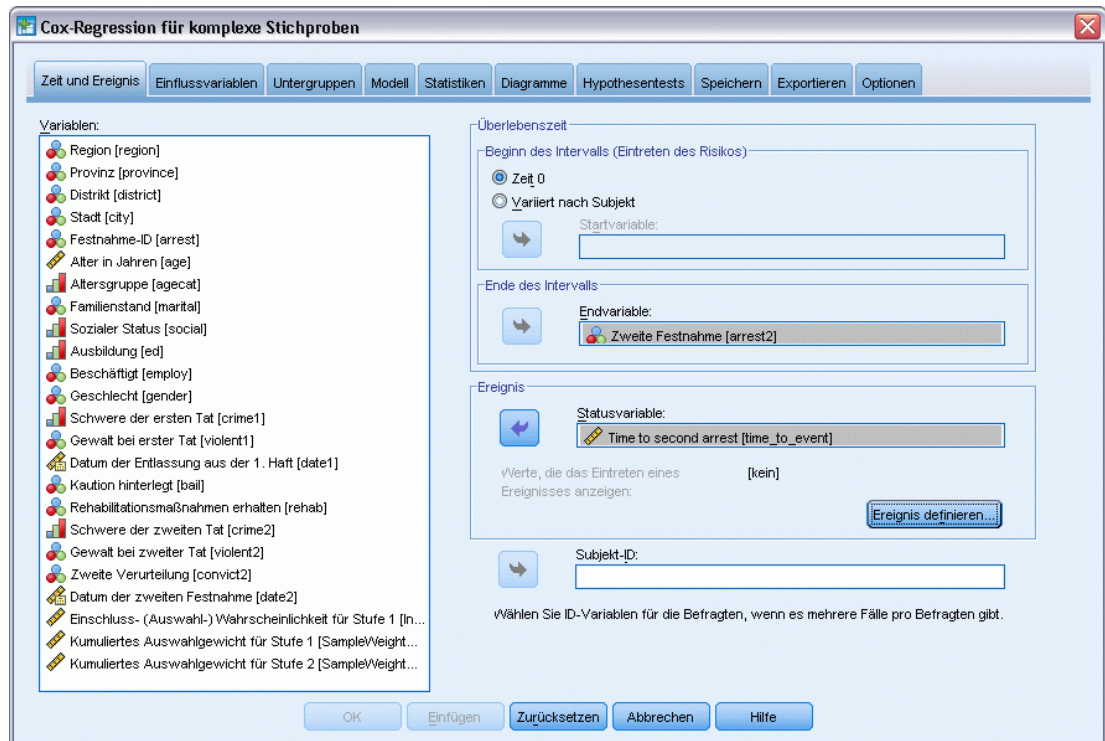 Cox-Regression für komplexe Stichproben
Zeit und Ereignis Einflussvariablen Untergruppen Modell Statistiken Diagramme Hypothesentests Speichern Exportieren Optionen
Variablen:
Region [region]
Provinz [province]
Distrikt [district]
Stadt [city]
Festnahme-ID [arrest]
Alter in Jahren [age]
Altersgruppe [agecat]
Familienstand [marital]
Sozialer Status [social]
Ausbildung [ed]
Beschäftigt [employ]
Geschlecht [gender]
Schwere der ersten Tat [crime1]
Gewalt bei erster Tat [violent1]
Datum der Entlassung aus der 1. Haft [date1]
Kaution hinterlegt [bail]
Rehabilitationsmaßnahmen erhalten [rehab]
Schwere der zweiten Tat [crime2]
Gewalt bei zweiter Tat [violent2]
Zweite Verurteilung [convict2]
Datum der zweiten Festnahme [date2]
Einschluss- (Auswahl-) Wahrscheinlichkeit für Stufe 1 [In...
Kumuliertes Auswahlgewicht für Stufe 1 [SampleWeight...
Kumuliertes Auswahlgewicht für Stufe 2 [SampleWeight...
Überlebenszeit
Beginn des Intervalls (Eintreten des Risikos)
Zeit 0
Variiert nach Subjekt
Startvariable:
Ende des Intervalls
Endvariable:
Zweite Festnahme [arrest2]
Ereignis
Statusvariable:
Time to second arrest [time_to_event]
Werte, die das Eintreten eines [kein]
Ereignisses anzeigen:
Ereignis definieren...
Subjekt-ID:
Wählen Sie ID-Variablen für die Befragten, wenn es mehrere Fälle pro Befragten gibt.
OK Einfügen Zurücksetzen Abbrechen Hilfe